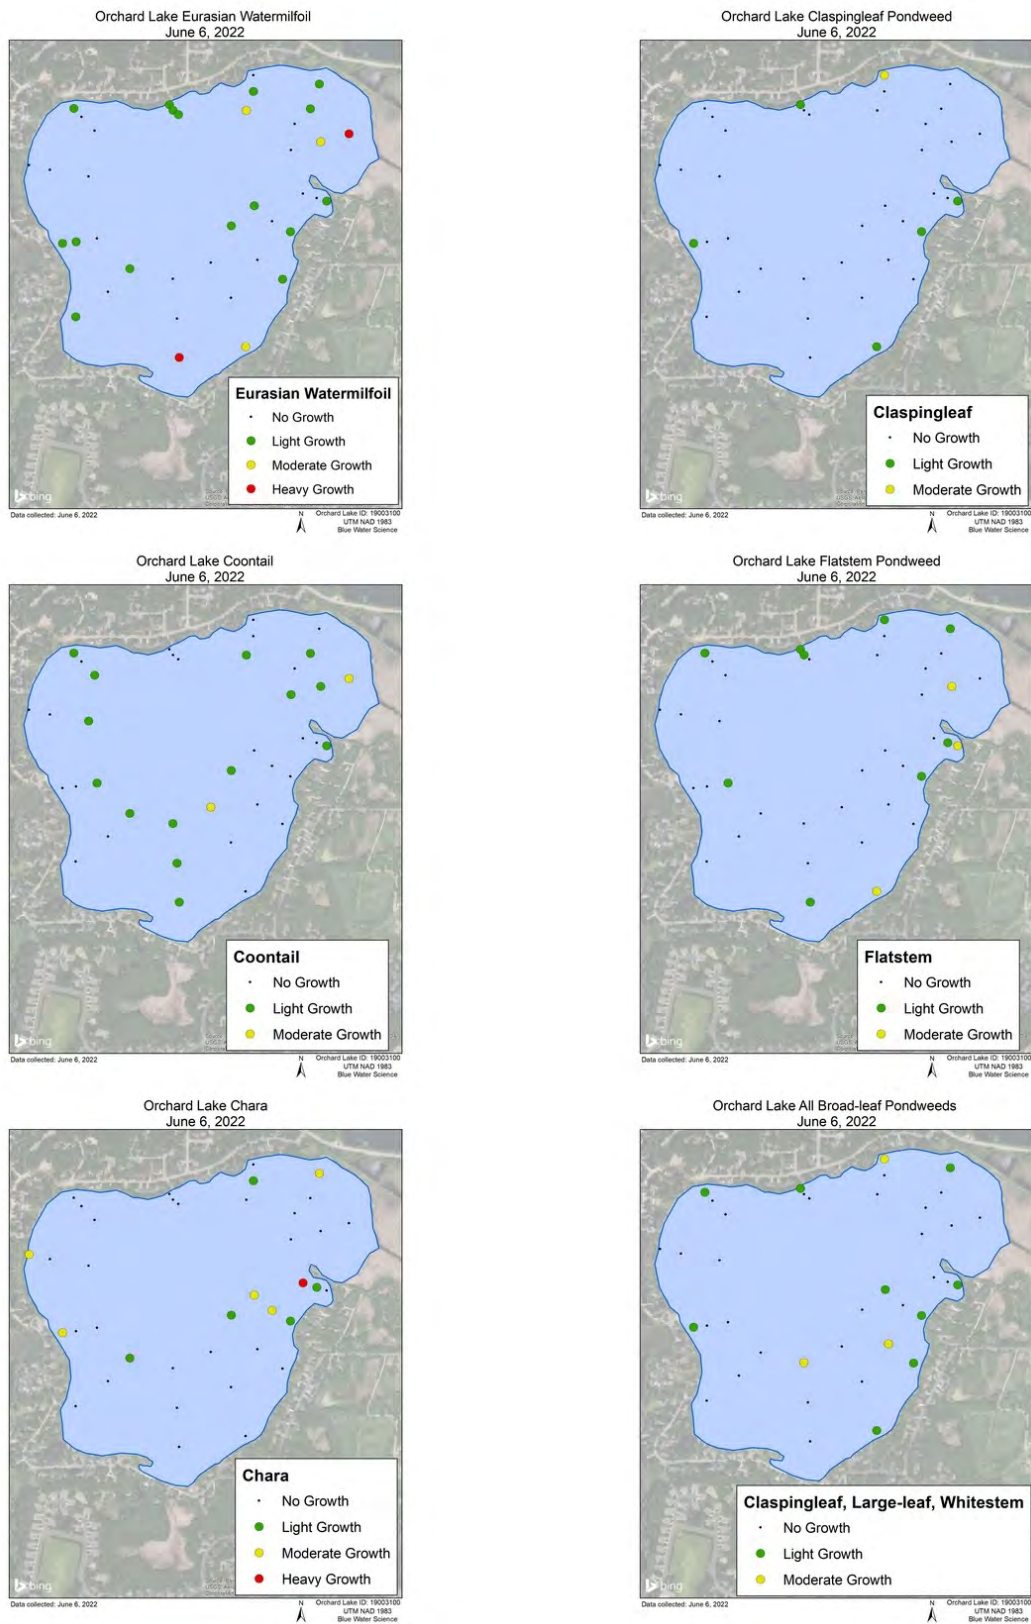 Orchard Lake Eurasian Watermilfoil
June 6, 2022
Eurasian Watermilfoil
No Growth
Light Growth
Moderate Growth
Heavy Growth
bing
Data collected: June 6, 2022
N
Orchard Lake ID: 19003100
UTM NAD 1983
Blue Water Science
Orchard Lake Claspingleaf Pondweed
June 6, 2022
Claspingleaf
No Growth
Light Growth
Moderate Growth
bing
Data collected: June 6, 2022
N
Orchard Lake ID: 19003100
UTM NAD 1983
Blue Water Science
Orchard Lake Coontail
June 6, 2022
Coontail
No Growth
Light Growth
Moderate Growth
bing
Data collected: June 6, 2022
N
Orchard Lake ID: 19003100
UTM NAD 1983
Blue Water Science
Orchard Lake Flatstem Pondweed
June 6, 2022
Flatstem
No Growth
Light Growth
Moderate Growth
bing
Data collected: June 6, 2022
N
Orchard Lake ID: 19003100
UTM NAD 1983
Blue Water Science
Orchard Lake Chara
June 6, 2022
Chara
No Growth
Light Growth
Moderate Growth
Heavy Growth
bing
Data collected: June 6, 2022
N
Orchard Lake ID: 19003100
UTM NAD 1983
Blue Water Science
Orchard Lake All Broad-leaf Pondweeds
June 6, 2022
Claspingleaf, Large-leaf, Whitestem
No Growth
Light Growth
Moderate Growth
bing
Data collected: June 6, 2022
N
Orchard Lake ID: 19003100
UTM NAD 1983
Blue Water Science